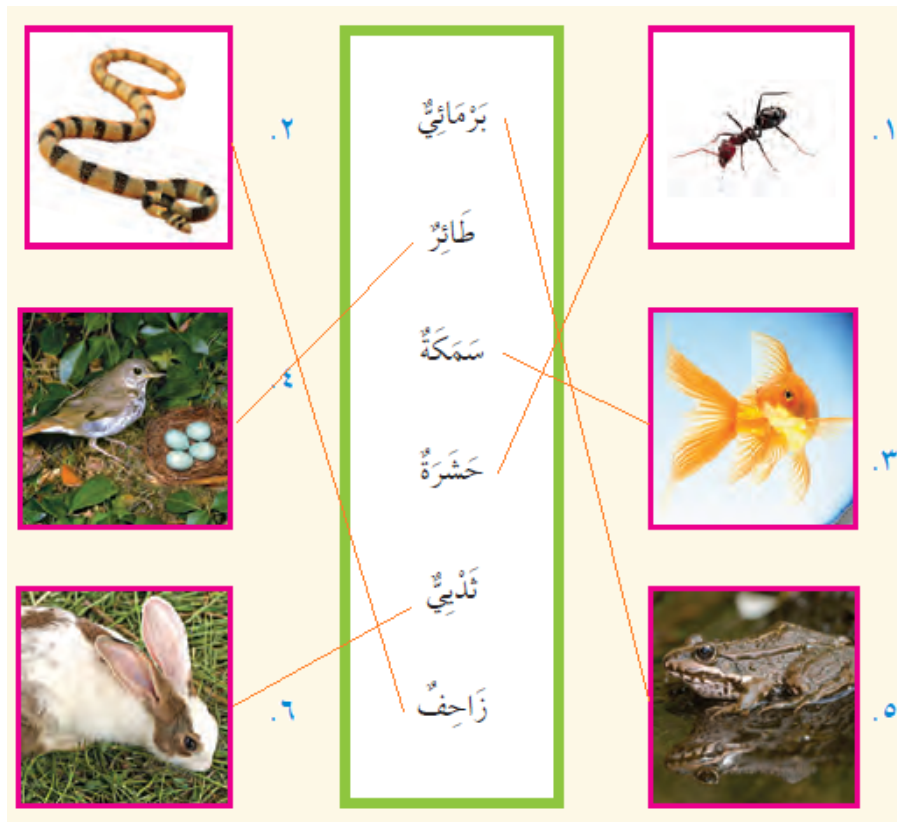 ١.
٢.
٣.
٤.
٥.
٦.
بَرْمَائِيٌّ
طَائِرٌ
سَمَكَةٌ
حَشَرَةٌ
ثَدْيِيٌّ
زَاحِفٌ